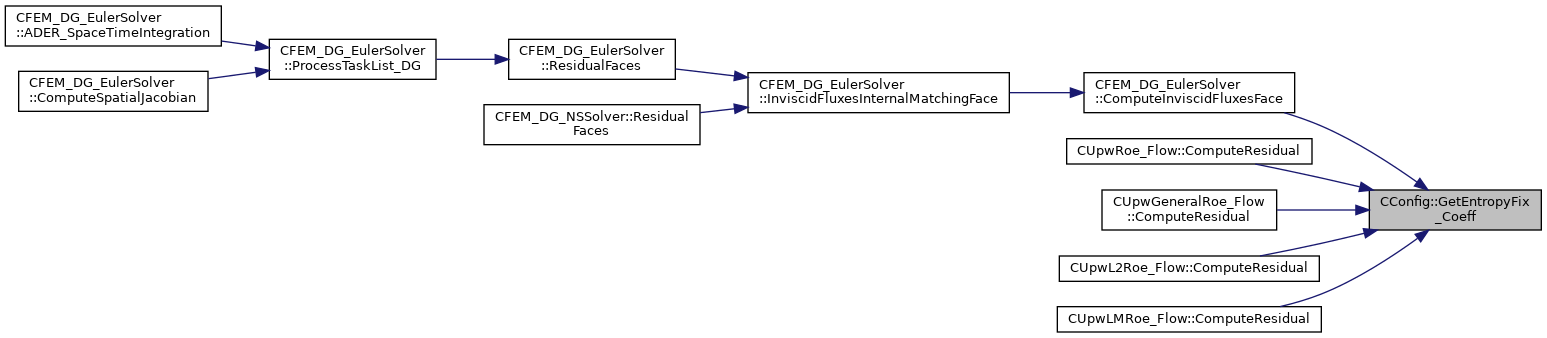 CFEM_DG_EulerSolver
::ADER_SpaceTimeIntegration
CFEM_DG_EulerSolver
::ComputeSpatialJacobian
CFEM_DG_EulerSolver
::ProcessTaskList_DG
CFEM_DG_EulerSolver
::ResidualFaces
CFEM_DG_NSSolver::Residual
Faces
CFEM_DG_EulerSolver
::InviscidFluxesInternalMatchingFace
CFEM_DG_EulerSolver
::ComputeInviscidFluxesFace
CUpwRoe_Flow::ComputeResidual
CUpwGeneralRoe_Flow
::ComputeResidual
CUpwL2Roe_Flow::ComputeResidual
CUpwLMRoe_Flow::ComputeResidual
CConfig::GetEntropyFix
_Coeff